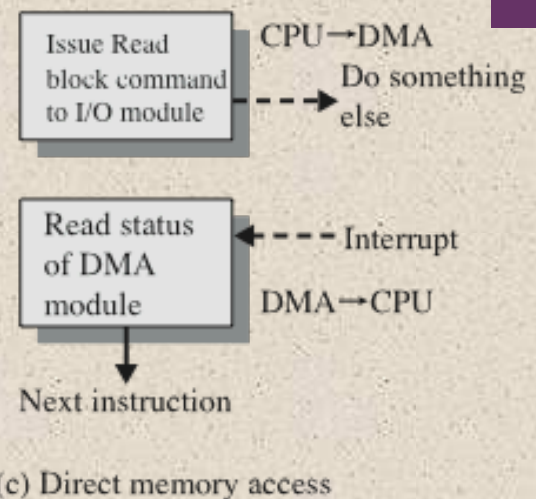 Issue Read
block command
to I/O module
CPU→DMA
Do something
else
Read status
of DMA
module
Interrupt
DMA→CPU
Next instruction
(c) Direct memory access